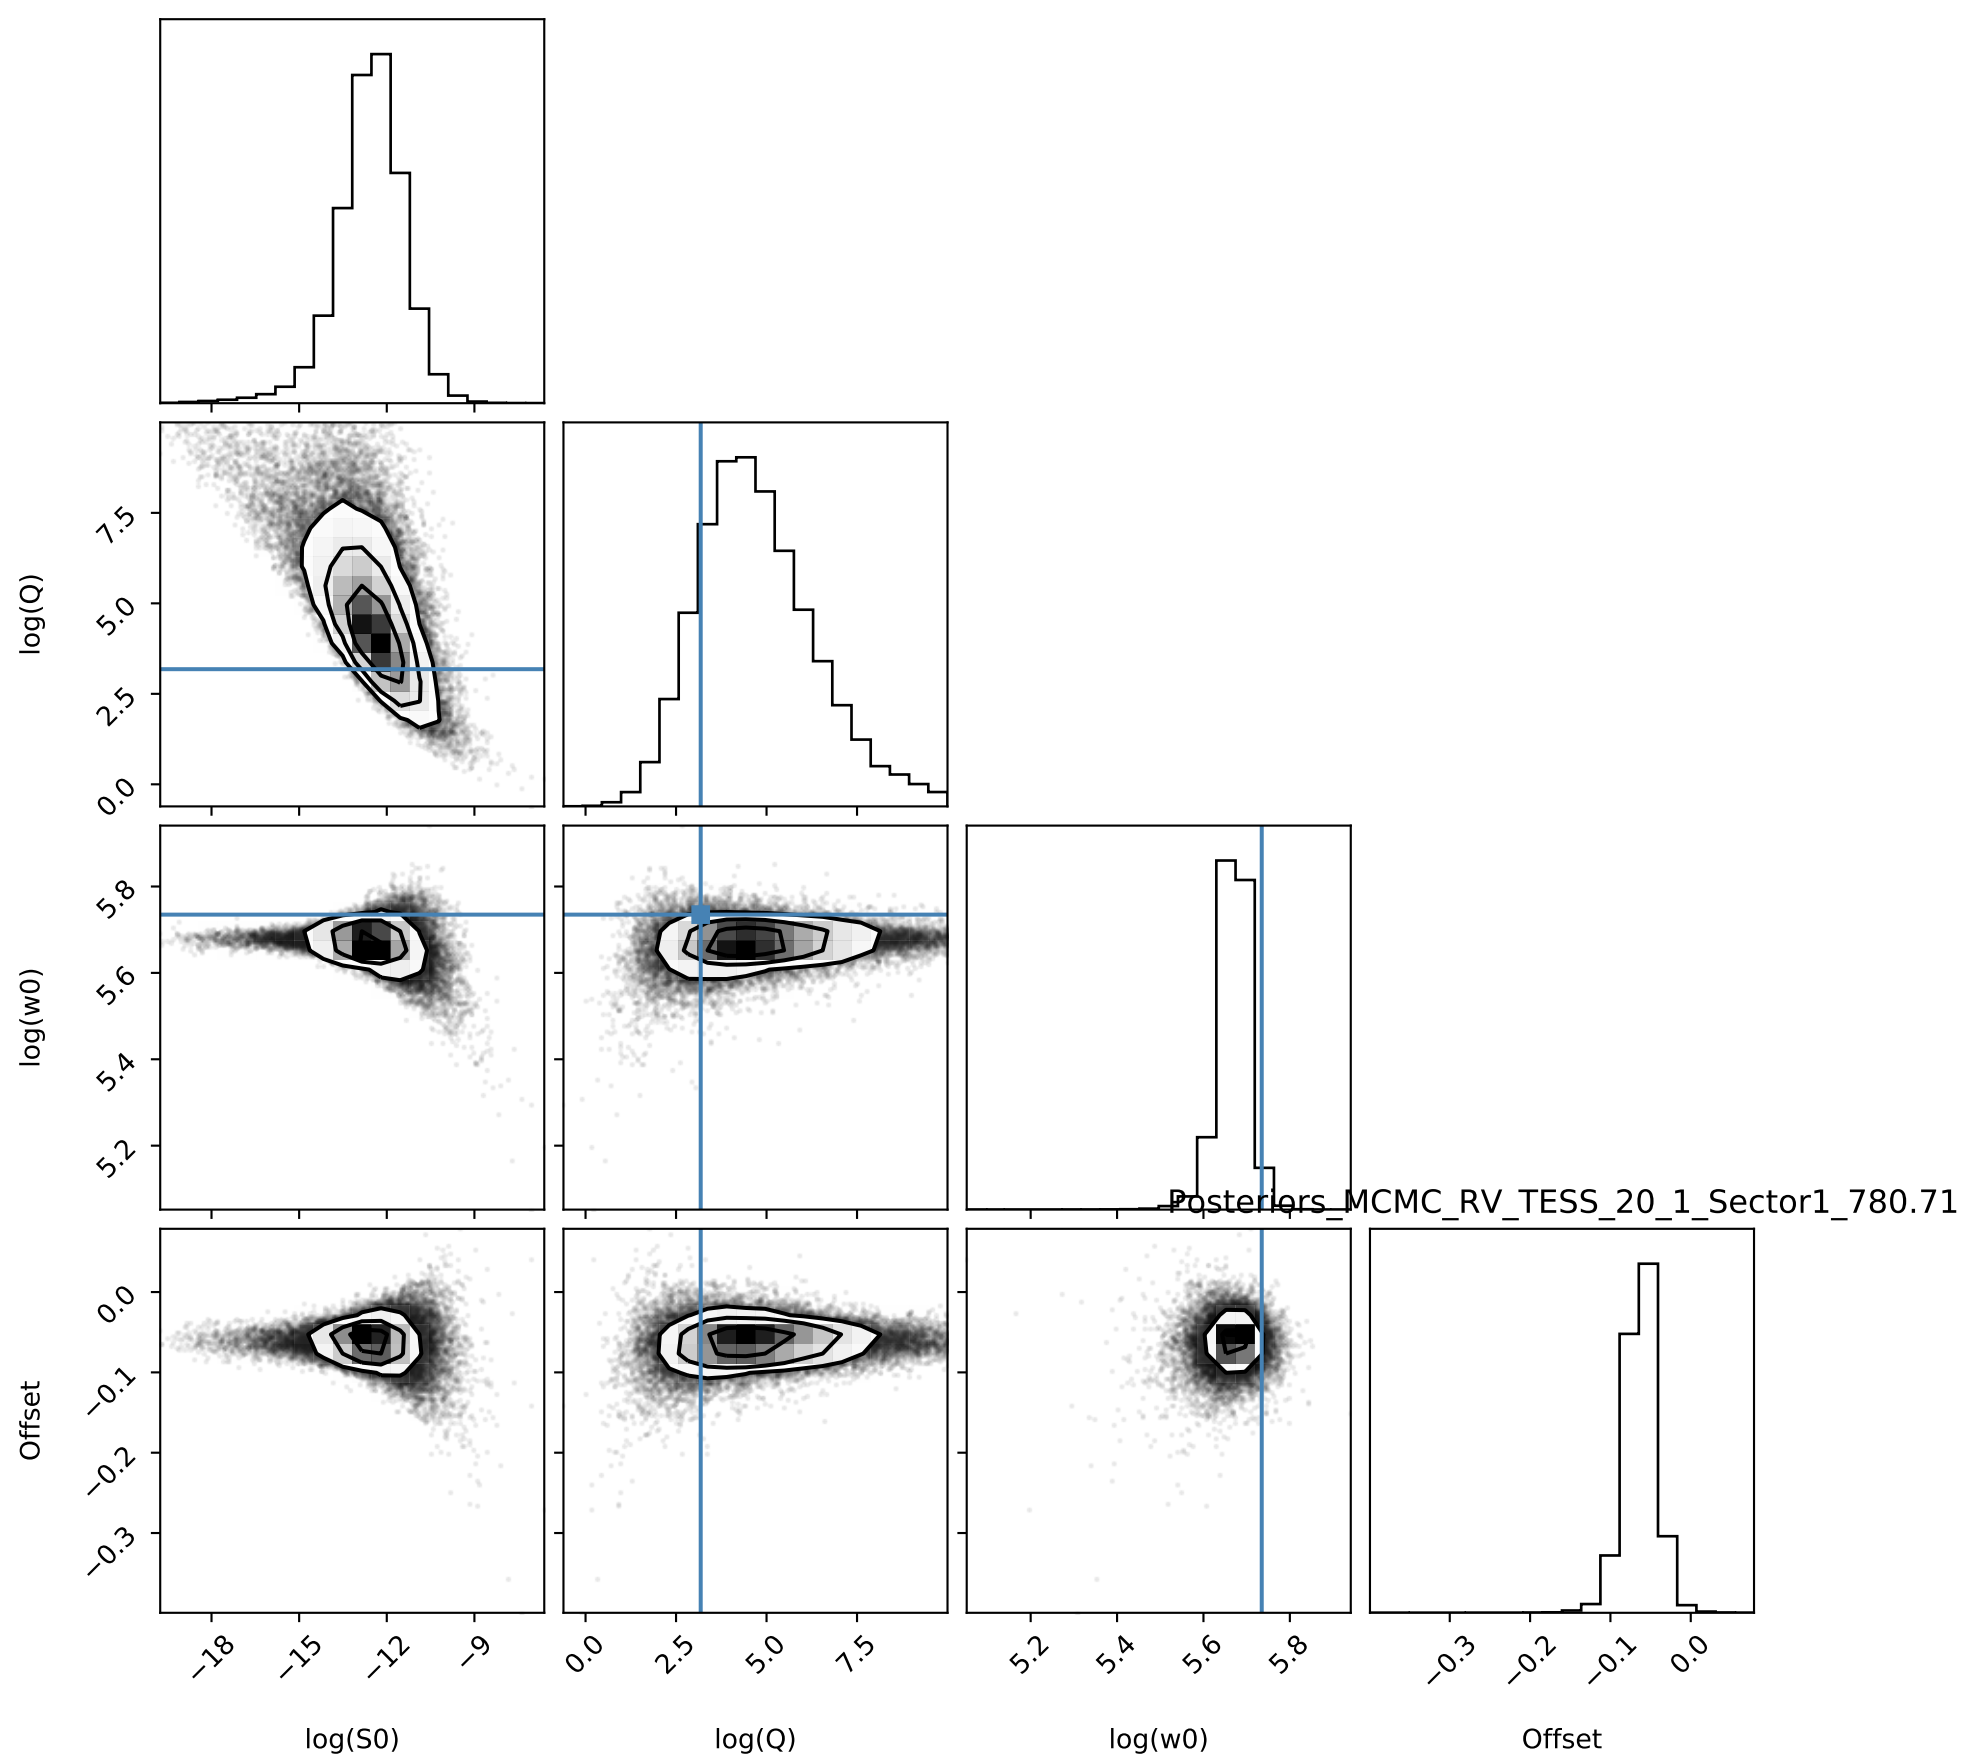 7.5
5.0
2.5
0.0
log(Q)
5.8
5.6
5.4
5.2
log(w0)
Posteriors_MCMC_RV_TESS_20_1_Sector1_780.71
0.0
−0.1
−0.2
−0.3
Offset
−18 −15 −12 −9
0.0 2.5 5.0 7.5
5.2 5.4 5.6 5.8
−0.3 −0.2 −0.1 0.0
log(S0) log(Q) log(w0) Offset